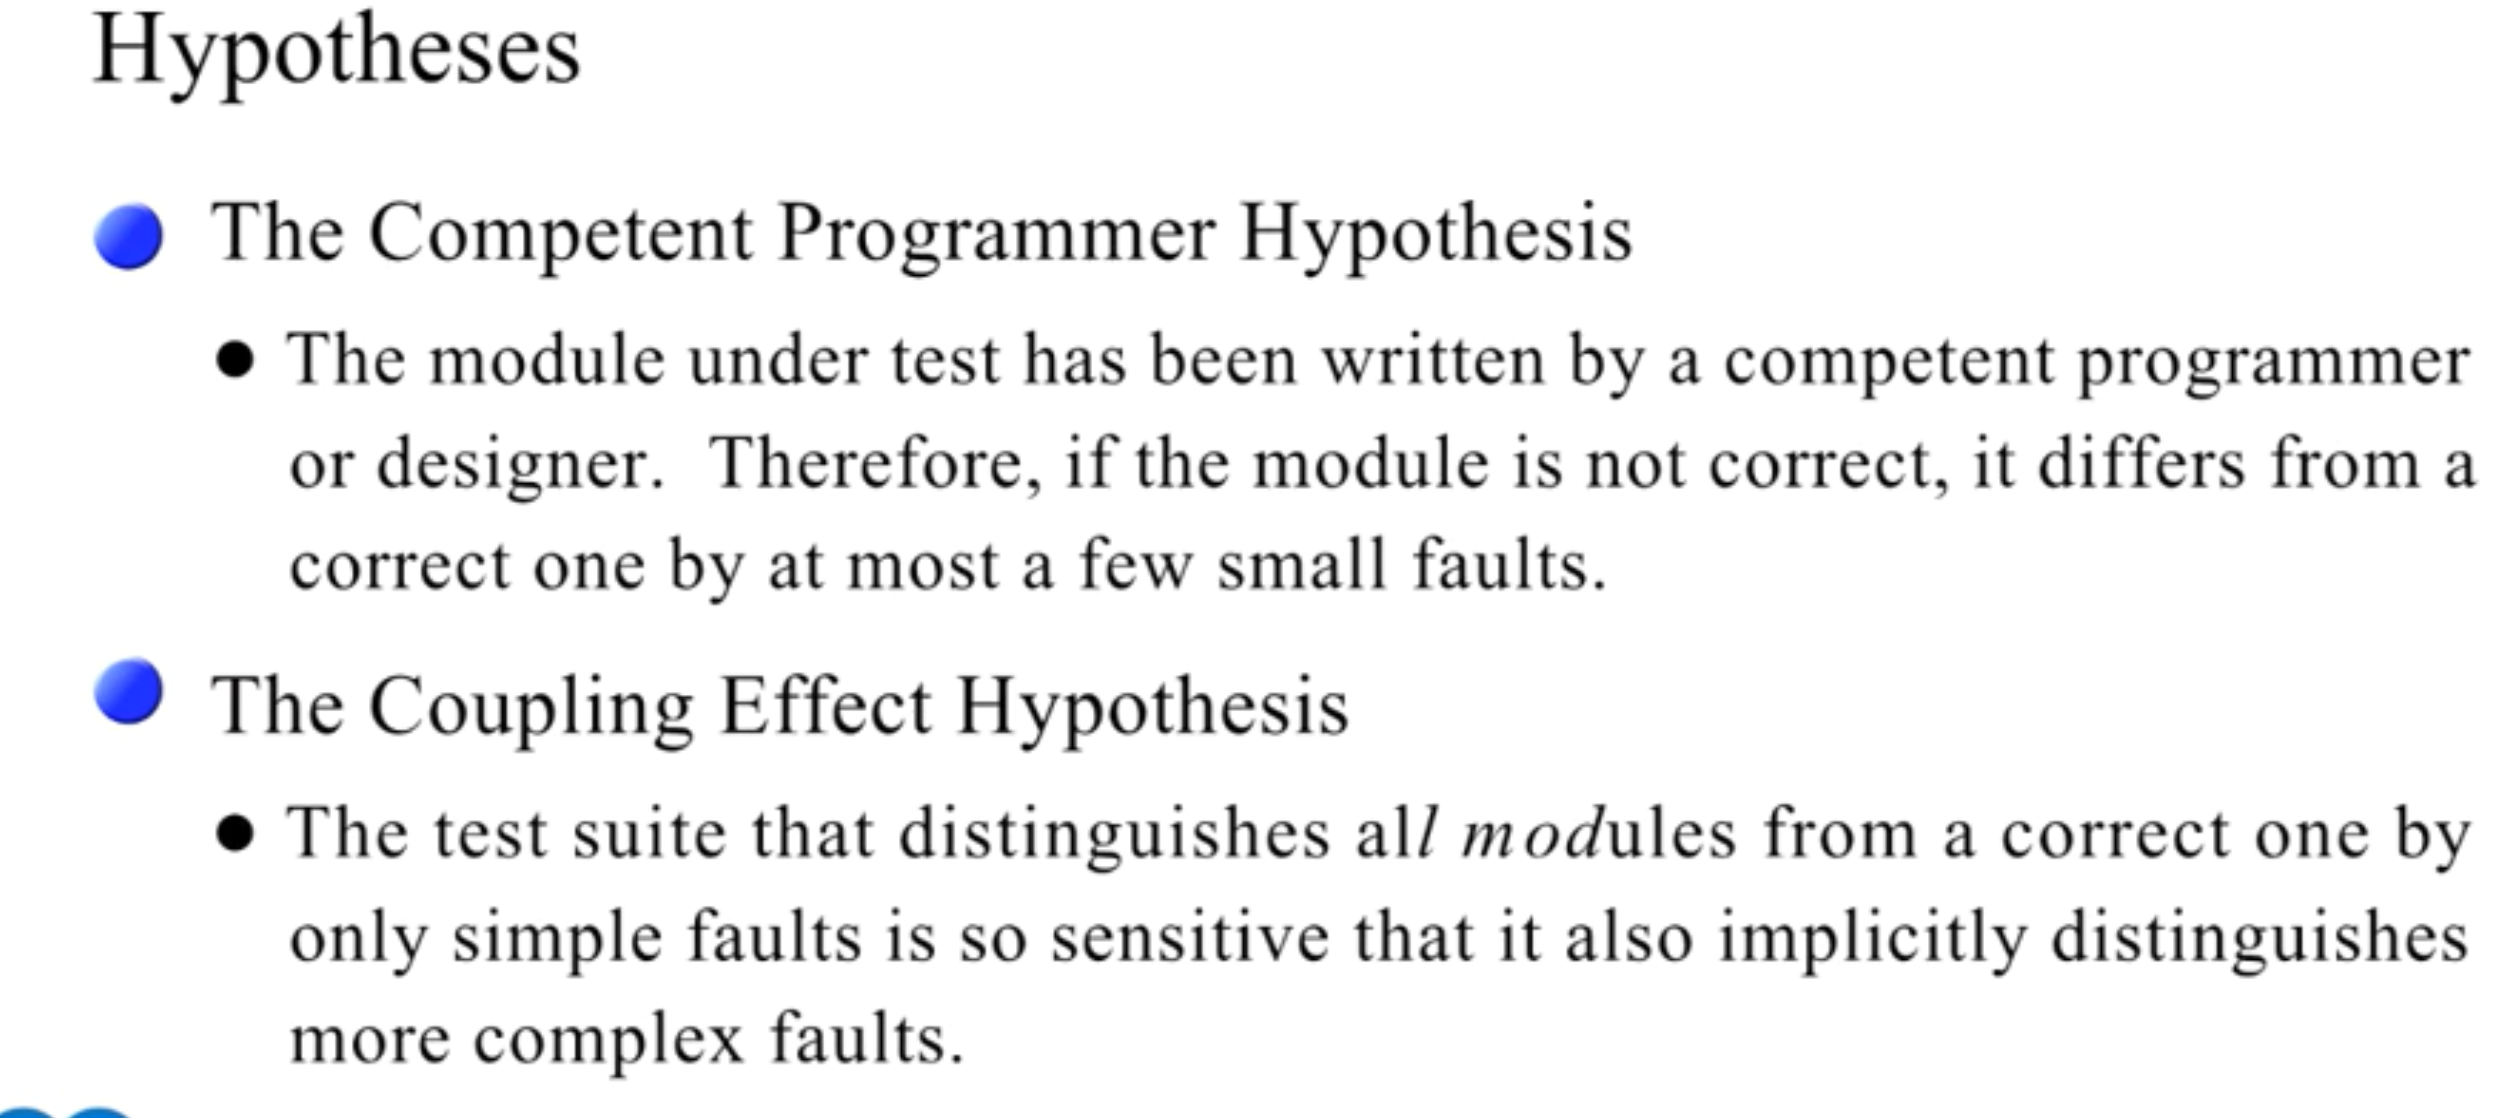 Hypotheses
The Competent Programmer Hypothesis
● The module under test has been written by a competent programmer
or designer.  Therefore, if the module is not correct, it differs from a
correct one by at most a few small faults.
The Coupling Effect Hypothesis
● The test suite that distinguishes all modules from a correct one by
only simple faults is so sensitive that it also implicitly distinguishes
more complex faults.